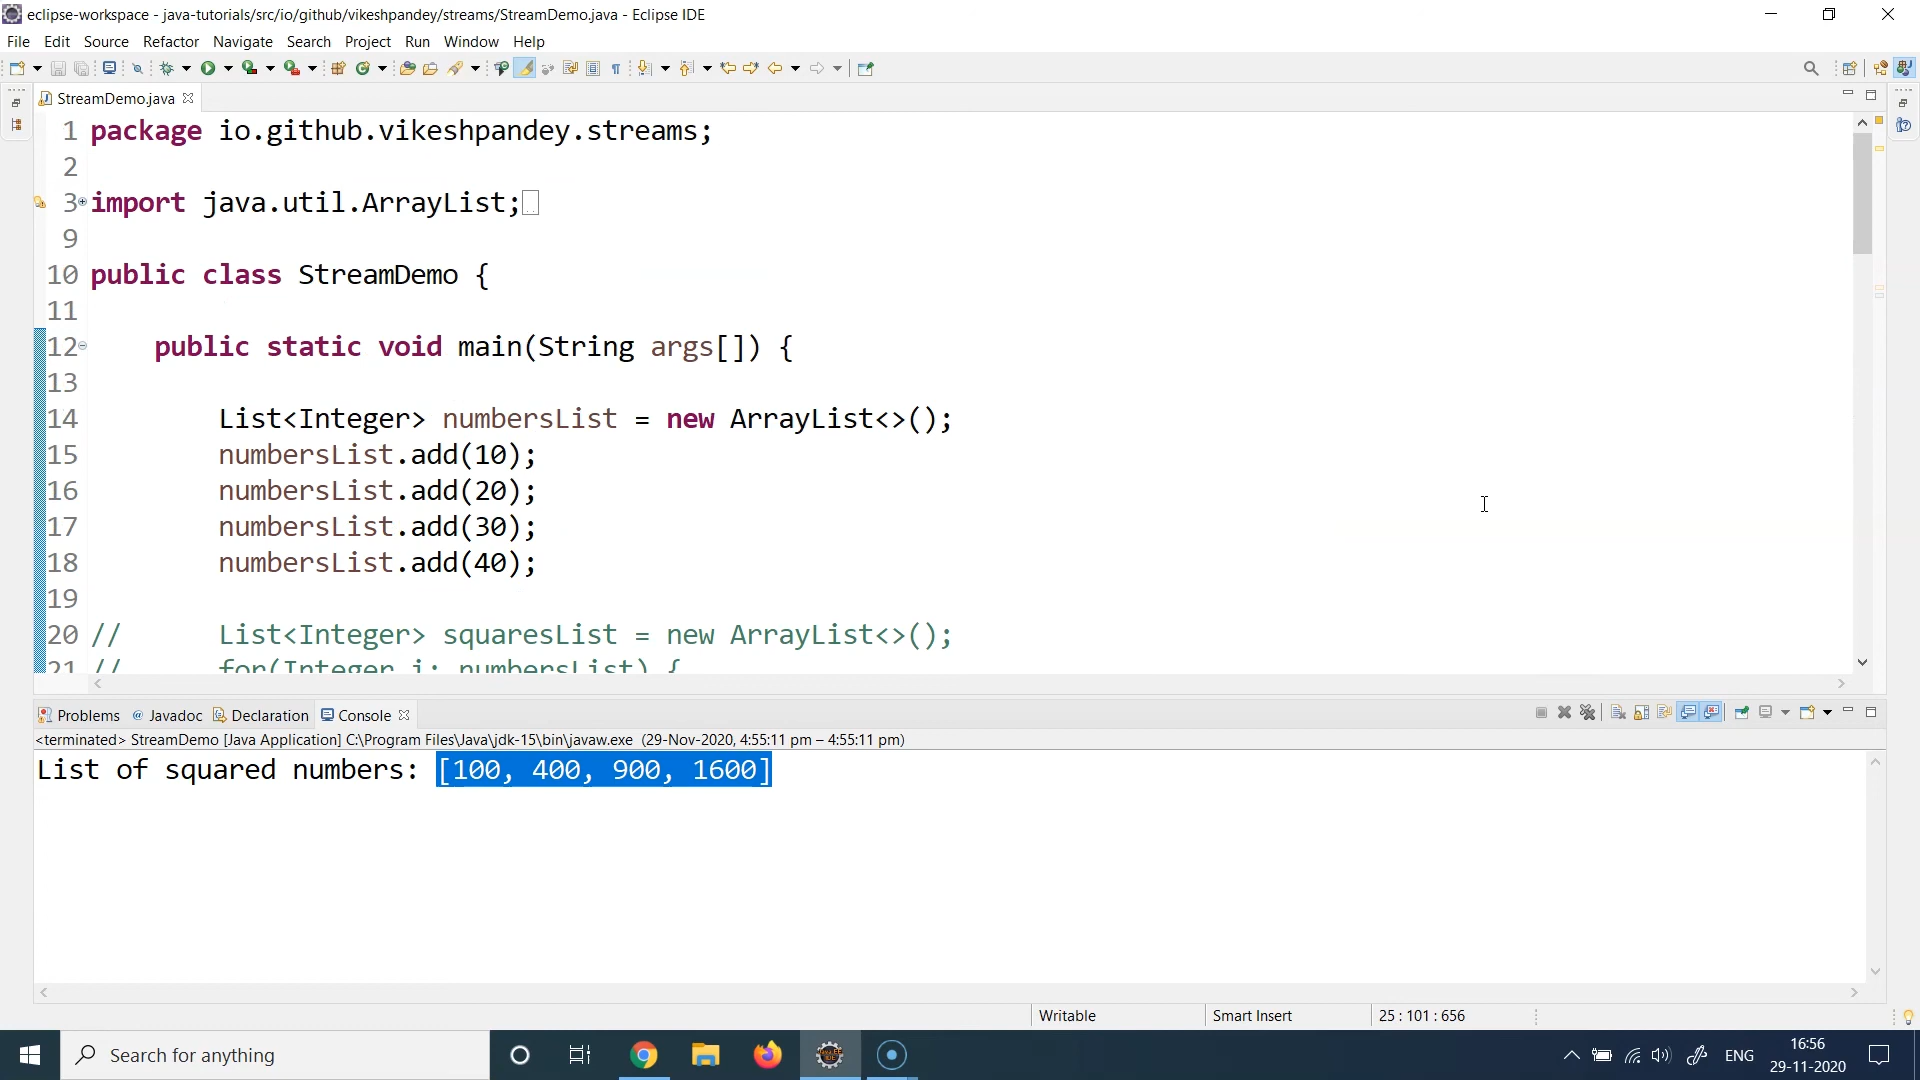 eclipse-workspace - java-tutorials/src/io/github/vikeshpandey/streams/StreamDemo.java - Eclipse IDE
File Edit Source Refactor Navigate Search Project Run Window Help
StreamDemo.java
1 package io.github.vikeshpandey.streams;
2
3 import java.util.ArrayList;
9
10 public class StreamDemo {
11
12 public static void main(String args[]) {
13
14 List<Integer> numbersList = new ArrayList<>();
15 numbersList.add(10);
16 numbersList.add(20);
17 numbersList.add(30);
18 numbersList.add(40);
19
20 // List<Integer> squaresList = new ArrayList<>();
21 // for(Integer i: numbersList) {
Problems Javadoc Declaration Console
<terminated> StreamDemo [Java Application] C:\Program Files\Java\jdk-15\bin\javaw.exe (29-Nov-2020, 4:55:11 pm – 4:55:11 pm)
List of squared numbers: [100, 400, 900, 1600]
Writable Smart Insert 25 : 101 : 656
Search for anything
ENG
16:56
29-11-2020